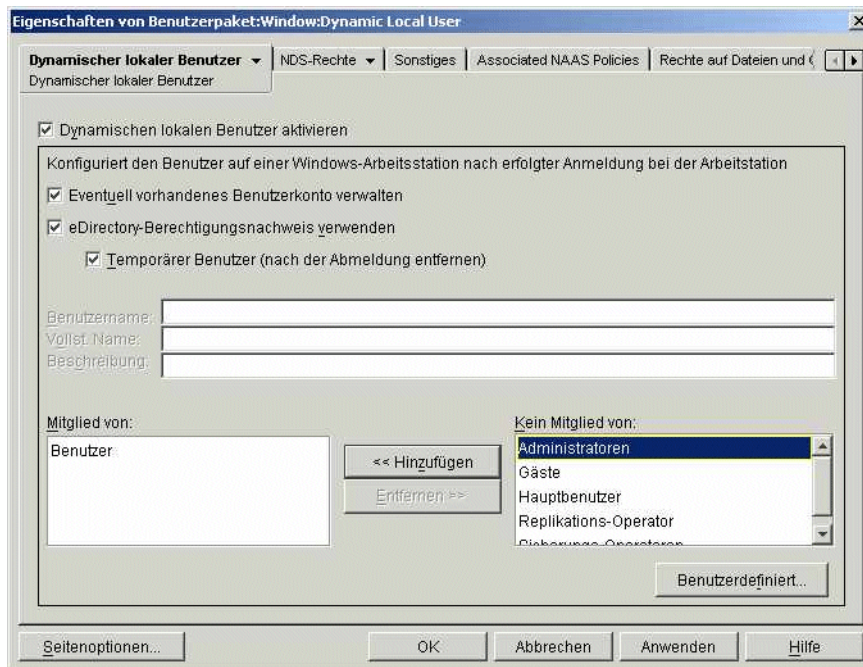 Eigenschaften von Benutzerpaket:Window:Dynamic Local User
Dynamischer lokaler Benutzer
NDS-Rechte
Sonstiges
Associated NAAS Policies
Rechte auf Dateien und
Dynamischer lokaler Benutzer
Dynamischen lokalen Benutzer aktivieren
Konfiguriert den Benutzer auf einer Windows-Arbeitsstation nach erfolgter Anmeldung bei der Arbeitstation
Eventuell vorhandenes Benutzerkonto verwalten
eDirectory-Berechtigungsnachweis verwenden
Temporärer Benutzer (nach der Abmeldung entfernen)
Benutzername:
Vollst. Name:
Beschreibung:
Mitglied von:
Benutzer
<< Hinzufügen
Entfernen >>
Kein Mitglied von:
Administratoren
Gäste
Hauptbenutzer
Replikations-Operator
Sicherungs-Operatoren
Benutzerdefiniert...
Seitenoptionen...
OK
Abbrechen
Anwenden
Hilfe